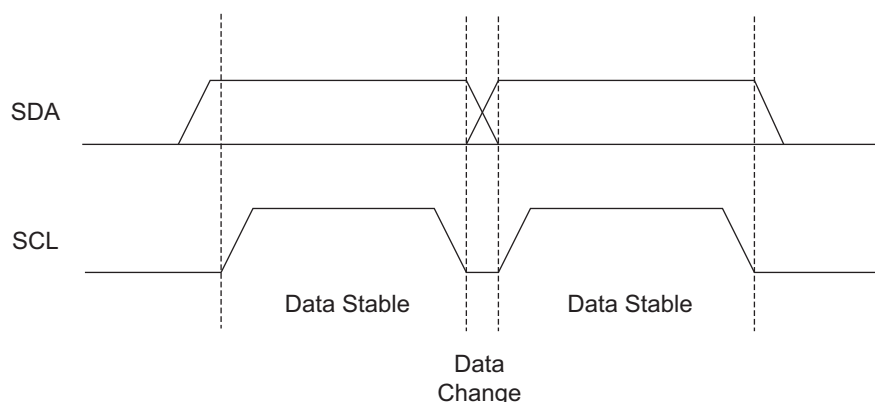 SDA
SCL
Data Stable
Data Stable
Data
Change